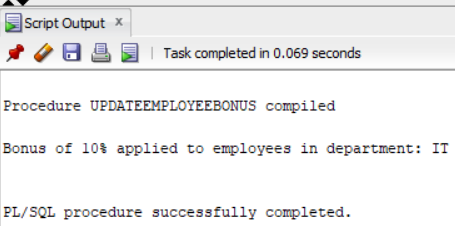 Script Output x
Task completed in 0.069 seconds
Procedure UPDATEEMPLOYEEBONUS compiled
Bonus of 10% applied to employees in department: IT
PL/SQL procedure successfully completed.